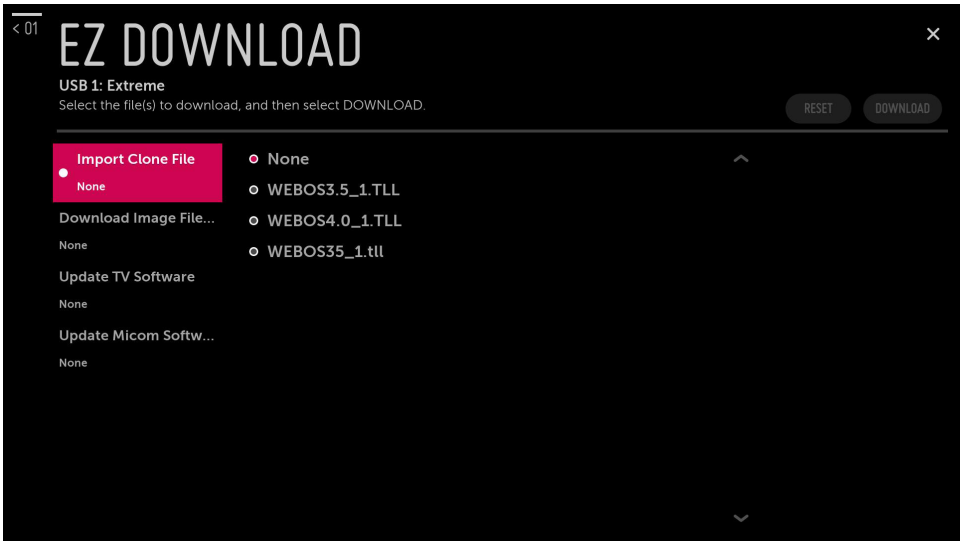 < 01
EZ DOWNLOAD
USB 1: Extreme
Select the file(s) to download, and then select DOWNLOAD.
RESET
DOWNLOAD
Import Clone File
None
Download Image File...
None
Update TV Software
None
Update Micom Softw...
None
None
WEBOS3.5_1.TLL
WEBOS4.0_1.TLL
WEBOS35_1.tll